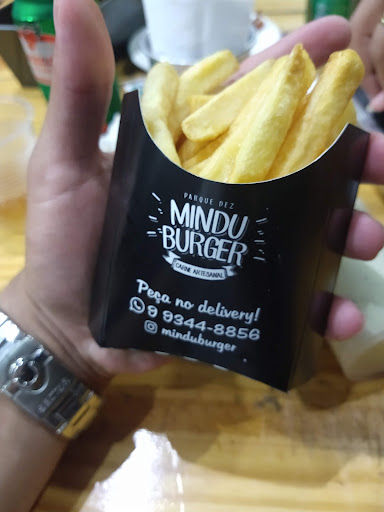 PARQUE DEZ
MINDU
BURGER
CARNE ARTESANAL
Peça no delivery!
9 9344-8856
minduburger